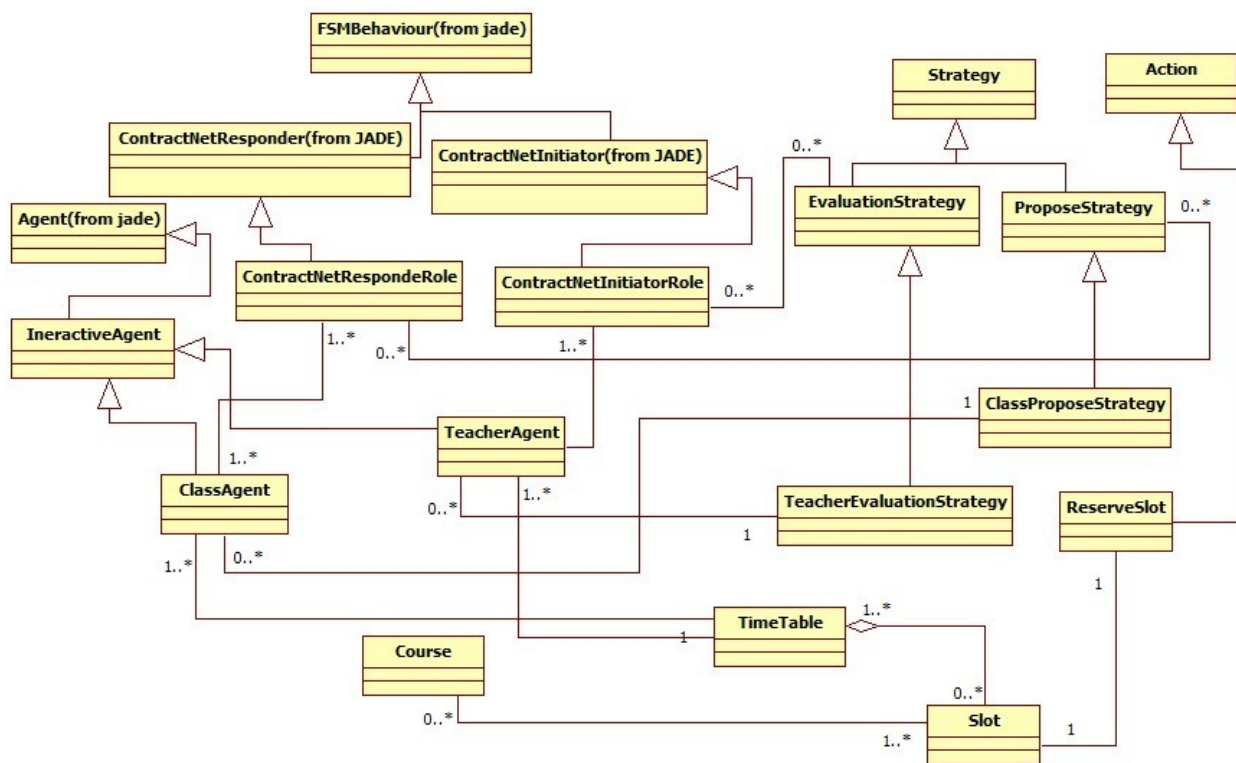 FSMBehaviour(from jade)
Strategy
Action
ContractNetResponder(from JADE)
ContractNetInitiator(from JADE)
0..*
EvaluationStrategy
ProposeStrategy
0..*
Agent(from jade)
ContractNetRespondeRole
ContractNetInitiatorRole
0..*
IneractiveAgent
1..*
0..*
1..*
ClassProposeStrategy
1
TeacherAgent
1..*
ClassAgent
0..*
1..*
TeacherEvaluationStrategy
1
ReserveSlot
1..*
0..*
1
TimeTable
1..*
1
Course
0..*
0..*
Slot
1..*
1